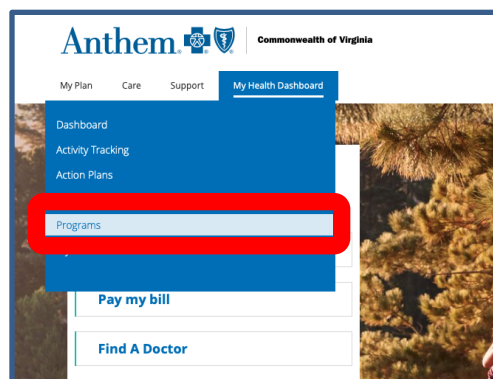 Anthem. Commonwealth of Virginia
My Plan Care Support My Health Dashboard
Dashboard
Activity Tracking
Action Plans
Programs
Pay my bill
Find A Doctor